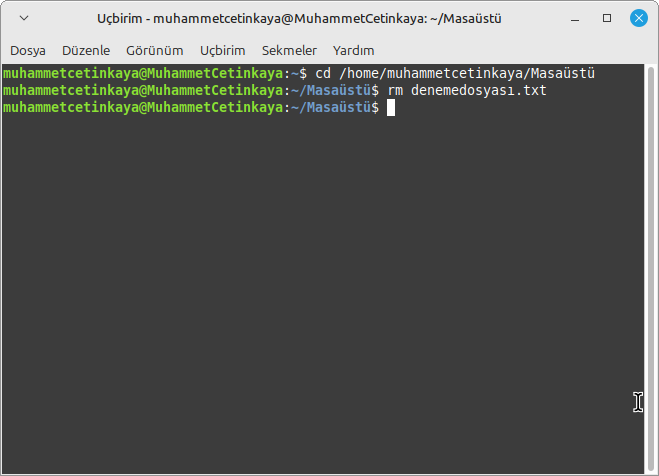 Uçbirim - muhammetcetinkaya@MuhammetCetinkaya: ~/Masaüstü
Dosya Düzenle Görünüm Uçbirim Sekmeler Yardım
muhammetcetinkaya@MuhammetCetinkaya:~$ cd /home/muhammetcetinkaya/Masaüstü
muhammetcetinkaya@MuhammetCetinkaya:~/Masaüstü$ rm denemedosyası.txt
muhammetcetinkaya@MuhammetCetinkaya:~/Masaüstü$